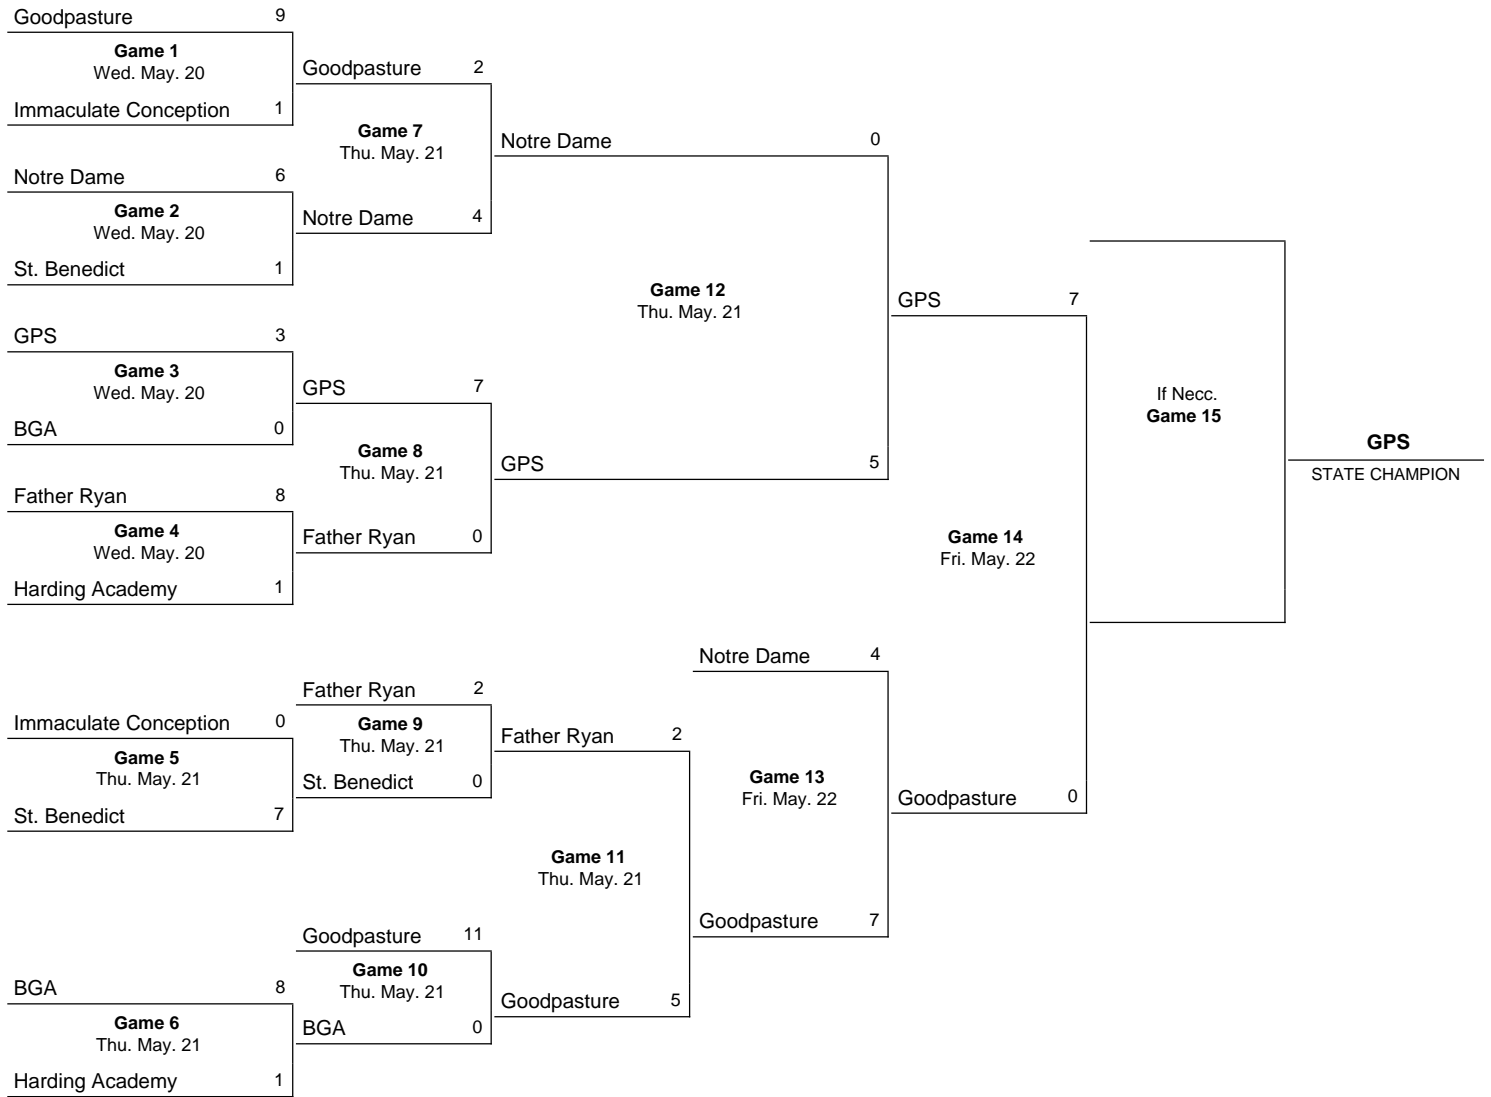 Goodpasture 9
Game 1
Wed. May. 20
Immaculate Conception 1
Notre Dame 6
Game 2
Wed. May. 20
St. Benedict 1
GPS 3
Game 3
Wed. May. 20
BGA 0
Father Ryan 8
Game 4
Wed. May. 20
Harding Academy 1
Immaculate Conception 0
Game 5
Thu. May. 21
St. Benedict 7
BGA 8
Game 6
Thu. May. 21
Harding Academy 1
Goodpasture 2
Game 7
Thu. May. 21
Notre Dame 4
GPS 7
Game 8
Thu. May. 21
Father Ryan 0
Father Ryan 2
Game 9
Thu. May. 21
St. Benedict 0
Goodpasture 11
Game 10
Thu. May. 21
BGA 0
Notre Dame 0
Game 12
Thu. May. 21
GPS 5
Father Ryan 2
Game 11
Thu. May. 21
Goodpasture 5
Notre Dame 4
Game 13
Fri. May. 22
Goodpasture 7
GPS 7
Game 14
Fri. May. 22
Goodpasture 0
If Necc.
Game 15
GPS
STATE CHAMPION